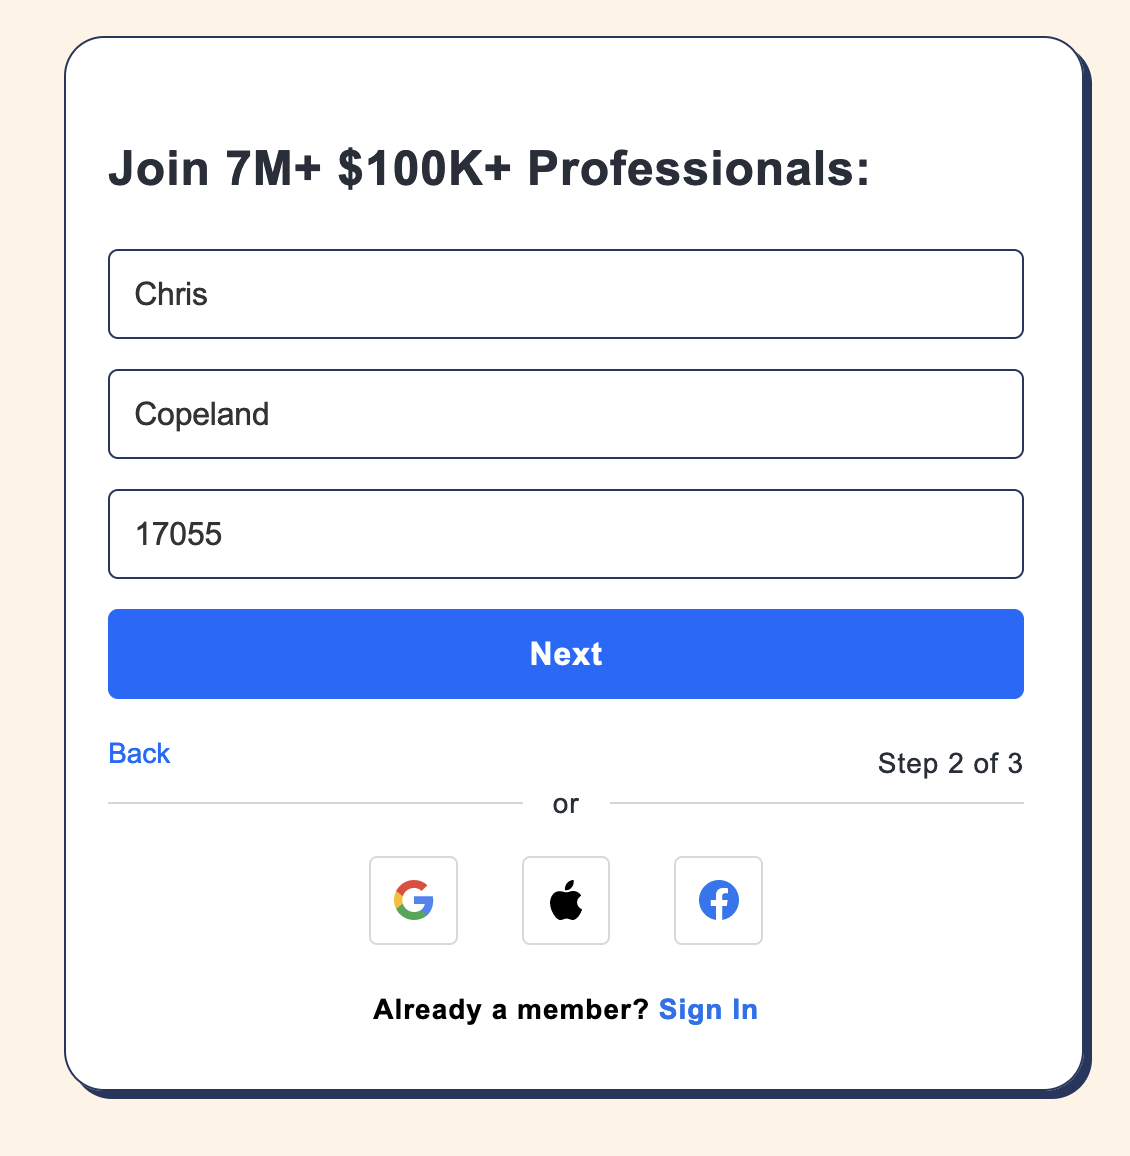 Join 7M+ $100K+ Professionals:
Chris
Copeland
17055
Next
Back
Step 2 of 3
or
Already a member? Sign In